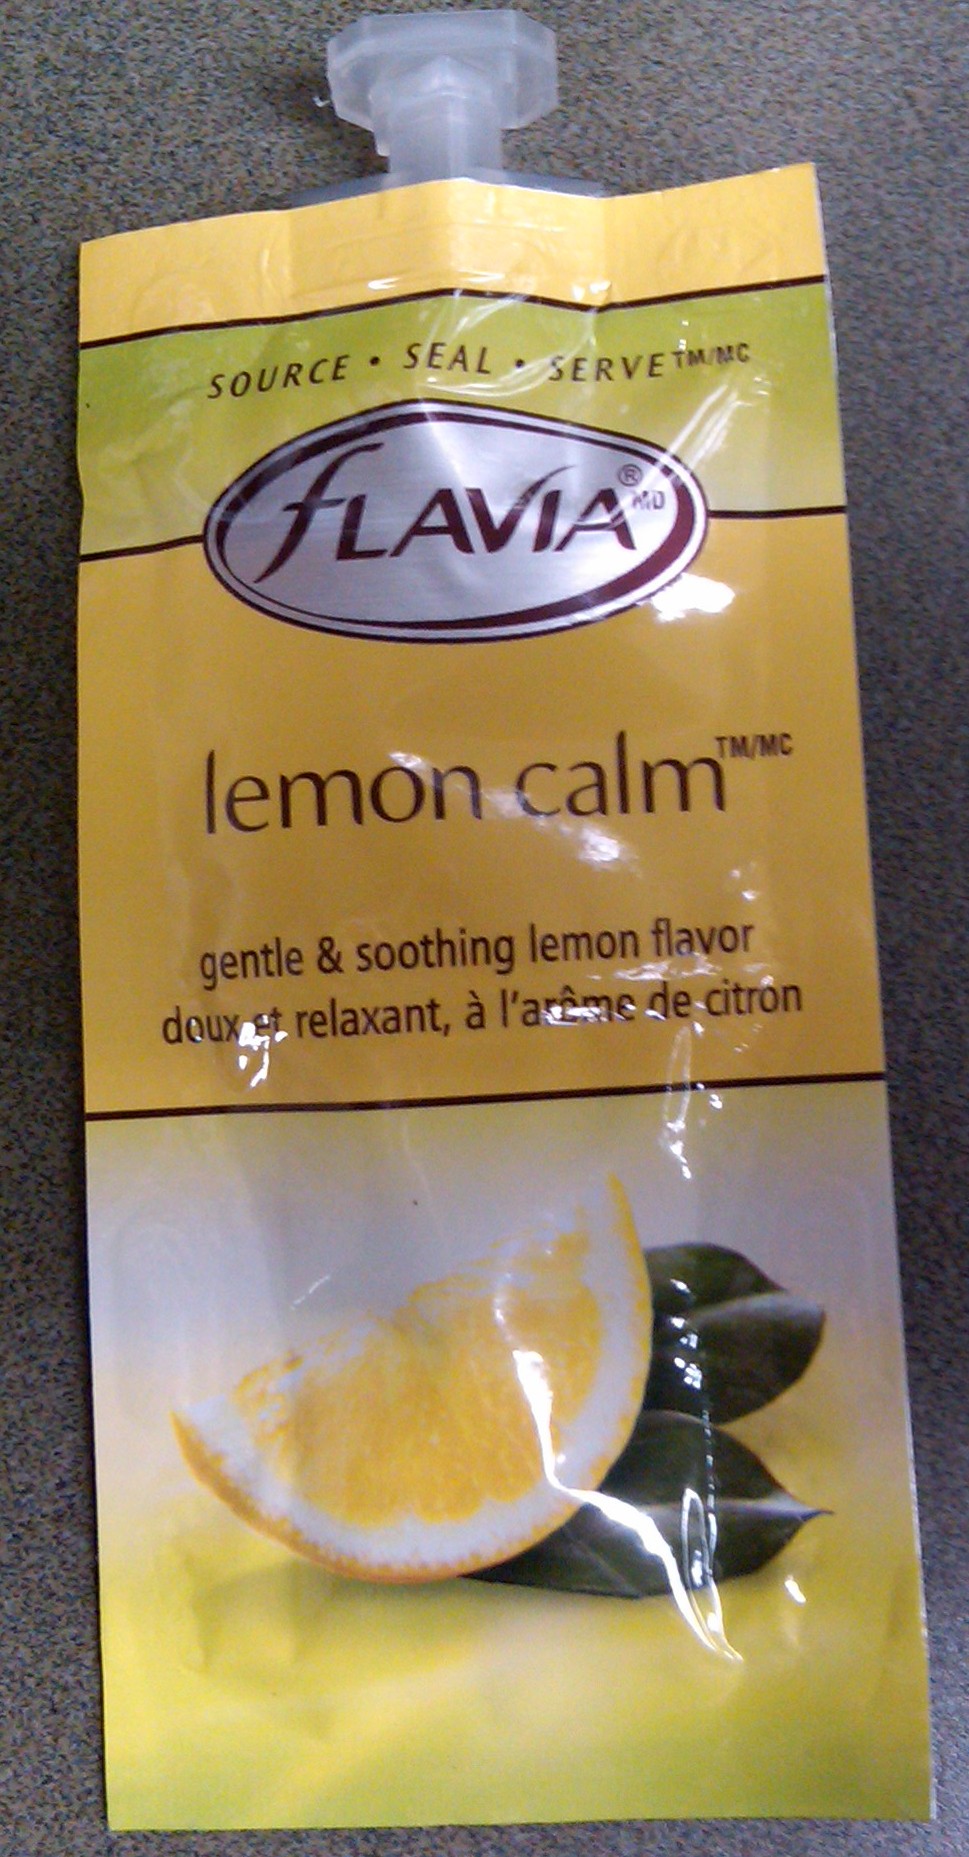 SOURCE • SEAL • SERVE™/MC
FLAVIA®MD
lemon calm™/MC
gentle & soothing lemon flavor
doux et relaxant, à l'arôme de citron